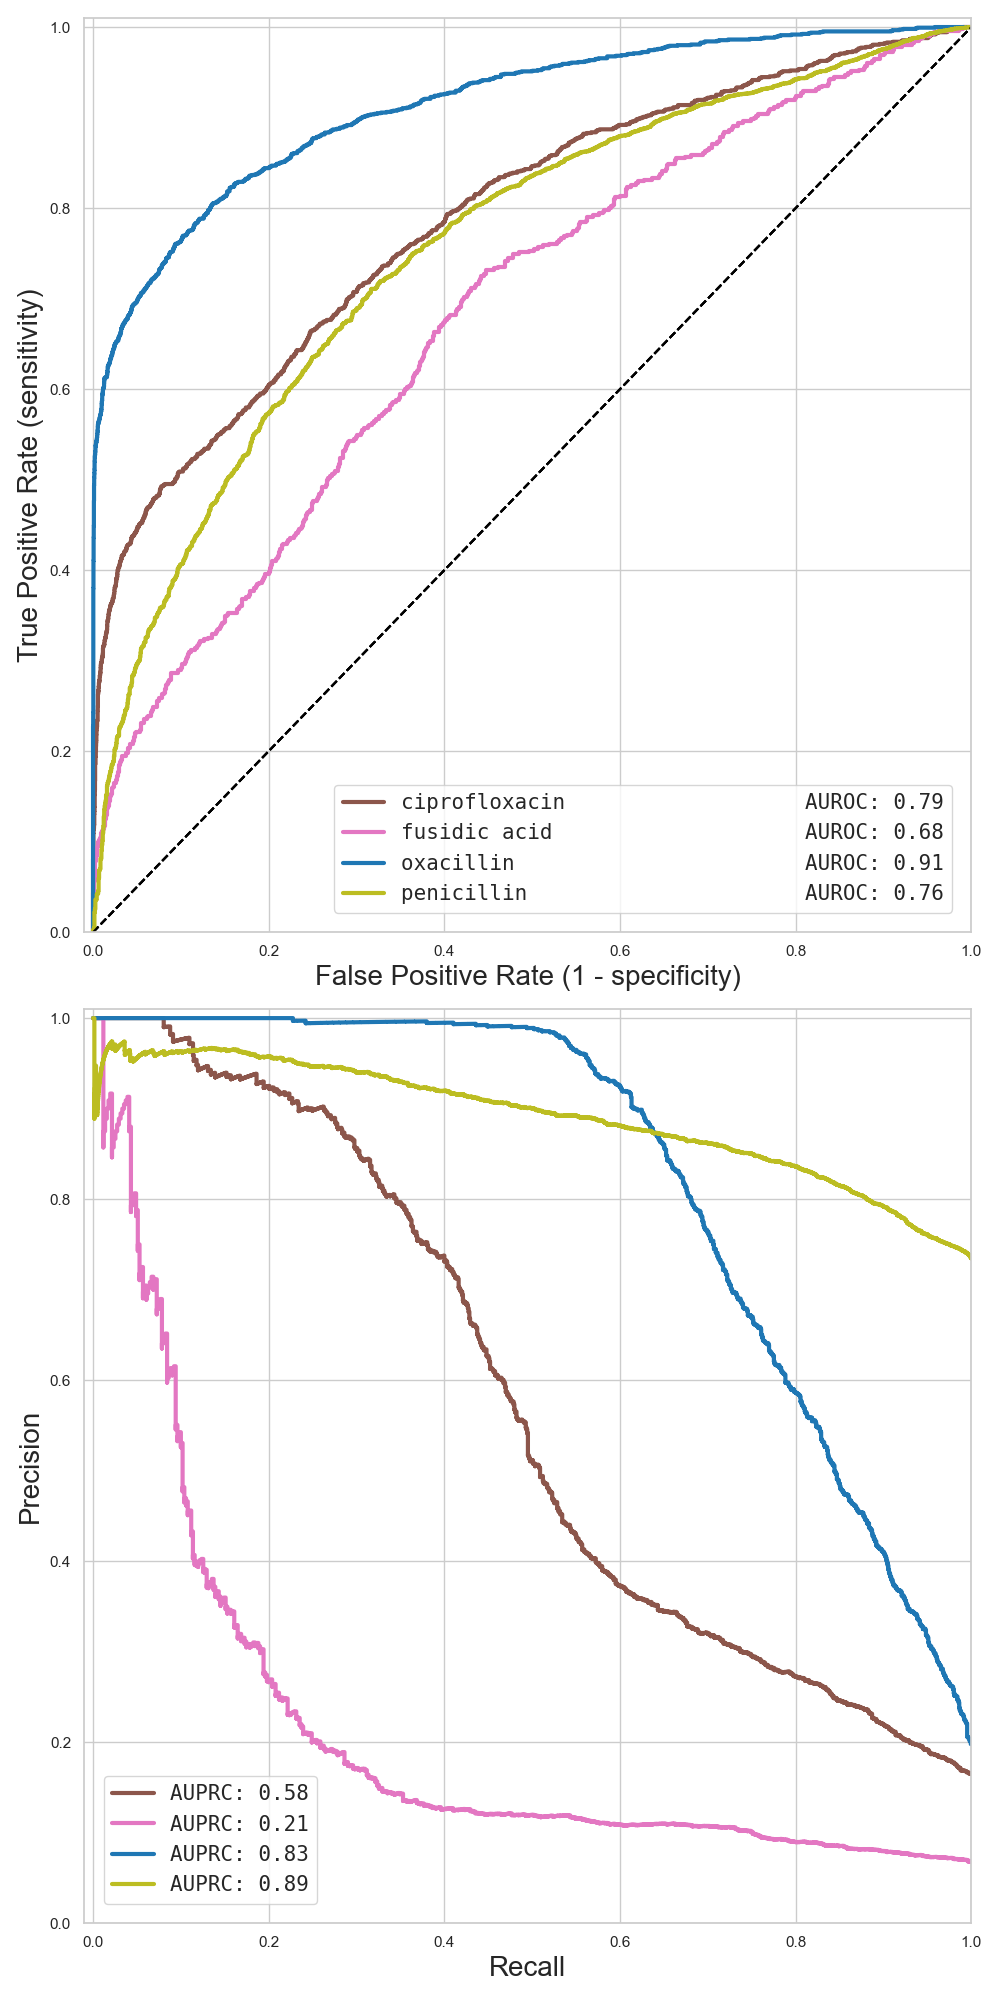 1.0
0.8
0.6
0.4
0.2
0.0
True Positive Rate (sensitivity)
ciprofloxacin AUROC: 0.79
fusidic acid AUROC: 0.68
oxacillin AUROC: 0.91
penicillin AUROC: 0.76
0.0 0.2 0.4 0.6 0.8 1.0
False Positive Rate (1 - specificity)
1.0
0.8
0.6
0.4
0.2
0.0
Precision
AUPRC: 0.58
AUPRC: 0.21
AUPRC: 0.83
AUPRC: 0.89
0.0 0.2 0.4 0.6 0.8 1.0
Recall